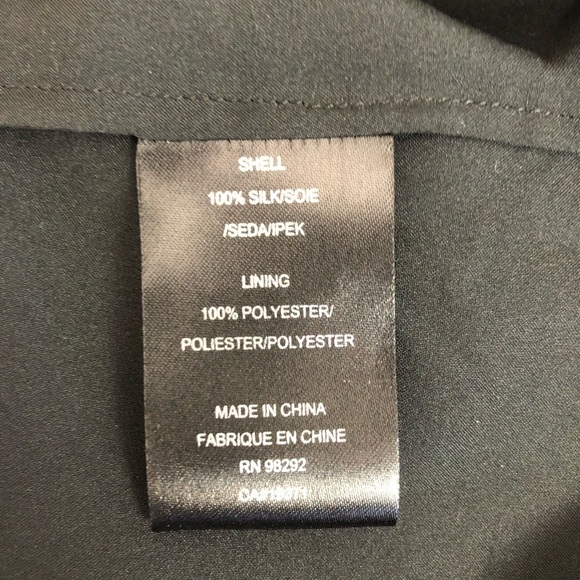 SHELL
100% SILK/SOIE
/SEDA/IPEK
LINING
100% POLYESTER/
POLIESTER/POLYESTER
MADE IN CHINA
FABRIQUE EN CHINE
RN 98292